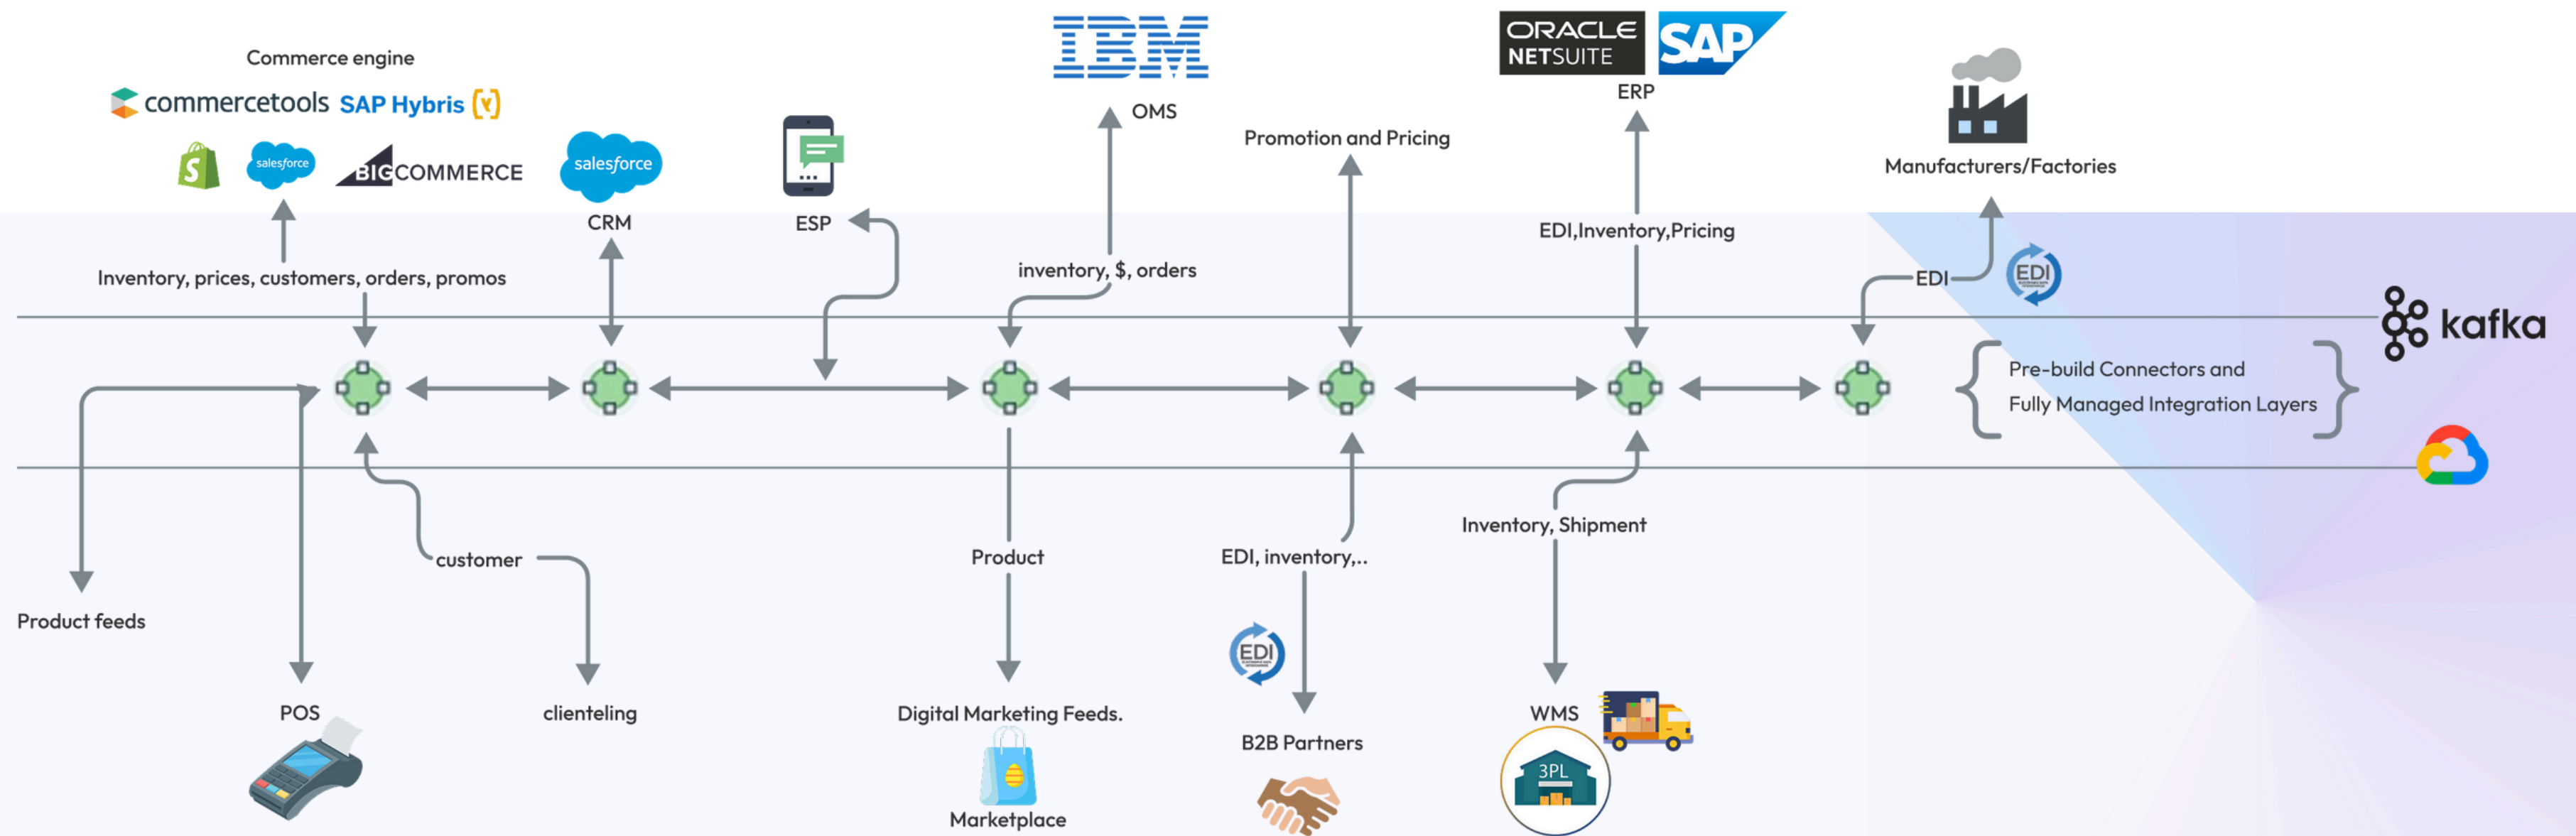 Commerce engine
commercetools SAP Hybris
salesforce
BIGCOMMERCE
salesforce
CRM
ESP
IBM
OMS
Promotion and Pricing
ORACLE
NETSUITE
SAP
ERP
Manufacturers/Factories
Inventory, prices, customers, orders, promos
inventory, $, orders
EDI,Inventory,Pricing
EDI
EDI
kafka
Pre-build Connectors and
Fully Managed Integration Layers
customer
Product
EDI, inventory,..
Inventory, Shipment
Product feeds
POS
clienteling
Digital Marketing Feeds.
Marketplace
EDI
B2B Partners
WMS
3PL